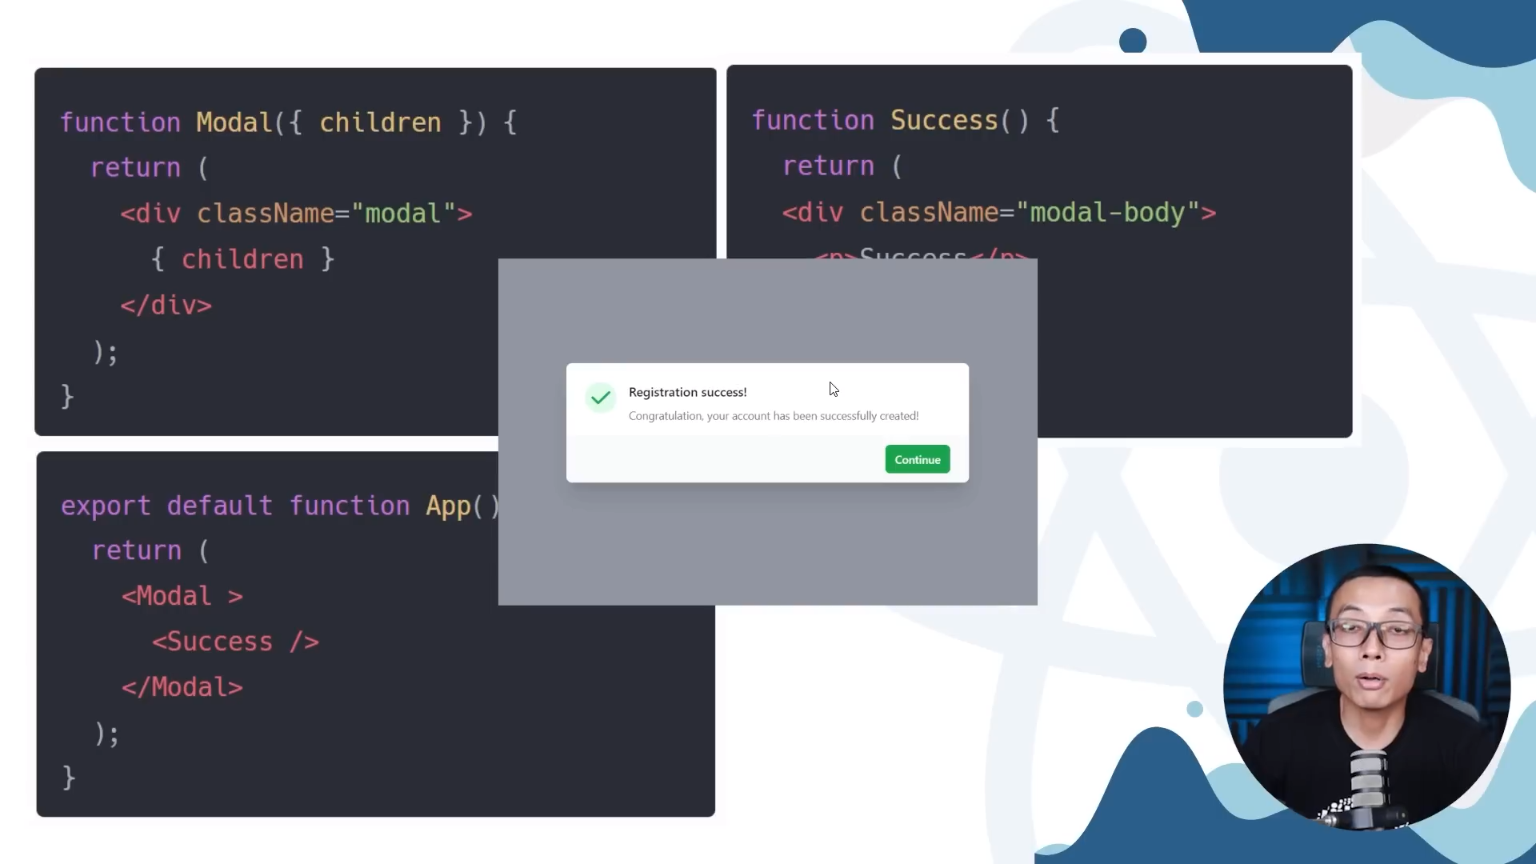 function Modal({ children }) {
return (
<div className="modal">
{ children }
</div>
);
}
function Success() {
return (
<div className="modal-body">
<p>Success</p>
Registration success!
Congratulation, your account has been successfully created!
Continue
export default function App()
return (
<Modal >
<Success />
</Modal>
);
}